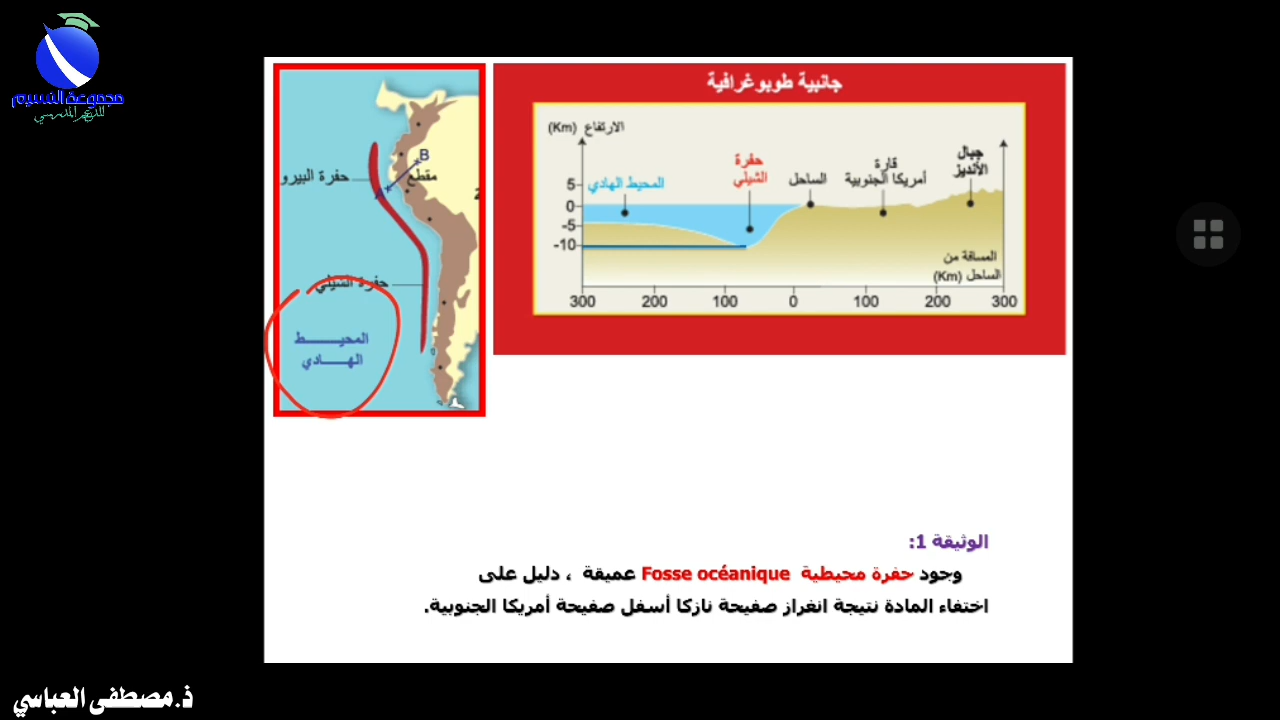 مجموعة النسيم
للدعم المدرسي
حفرة البيرو
B
مقطع
حفرة الشيلي
المحيـــــــط
الهـــــادي
جانبية طوبوغرافية
الارتفاع (Km)
المحيط الهادي
حفرة
الشيلي
الساحل
قارة
أمريكا الجنوبية
جبال
الأنديز
5
0
-5
-10
المسافة من
الساحل (Km)
300 200 100 0 100 200 300
الوثيقة 1:
وجود حفرة محيطية Fosse océanique عميقة ، دليل على
اختفاء المادة نتيجة انغراز صفيحة نازكا أسفل صفيحة أمريكا الجنوبية.
ذ.مصطفى العباسي